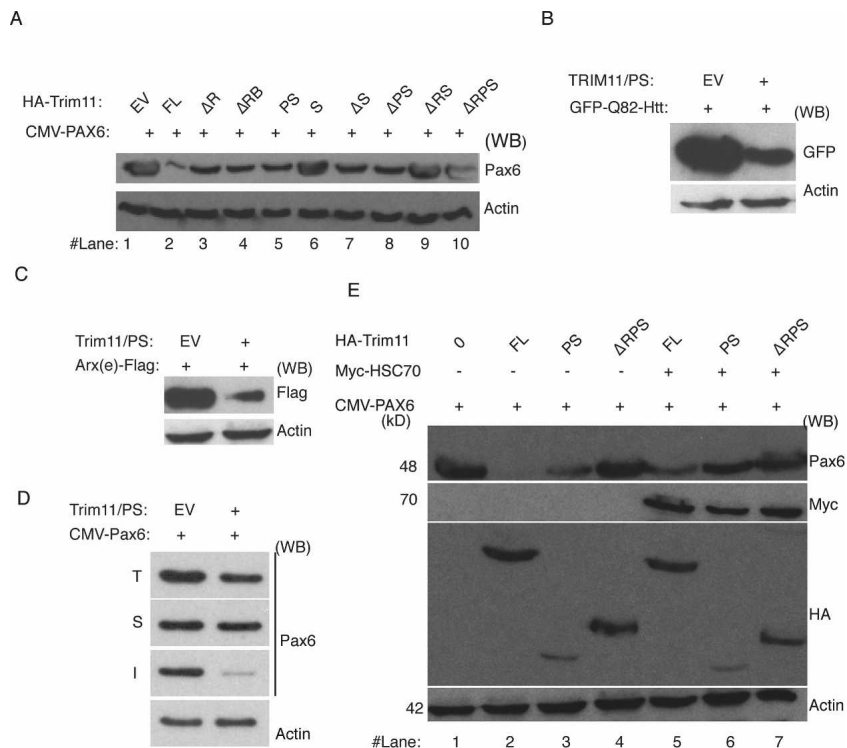 A
HA-Trim11: EV FL ΔR ΔRB PS S ΔS ΔPS ΔRS ΔRPS
CMV-PAX6: + + + + + + + + + +
(WB)
Pax6
Actin
#Lane: 1 2 3 4 5 6 7 8 9 10
B
TRIM11/PS: EV +
GFP-Q82-Htt: + + (WB)
GFP
Actin
C
Trim11/PS: EV +
Arx(e)-Flag: + + (WB)
Flag
Actin
D
Trim11/PS: EV +
CMV-Pax6: + +
(WB)
T
S
Pax6
I
Actin
E
HA-Trim11 0 FL PS ΔRPS FL PS ΔRPS
Myc-HSC70 - - - - + + +
CMV-PAX6 + + + + + + +
(kD) (WB)
48 Pax6
70 Myc
HA
42 Actin
#Lane: 1 2 3 4 5 6 7